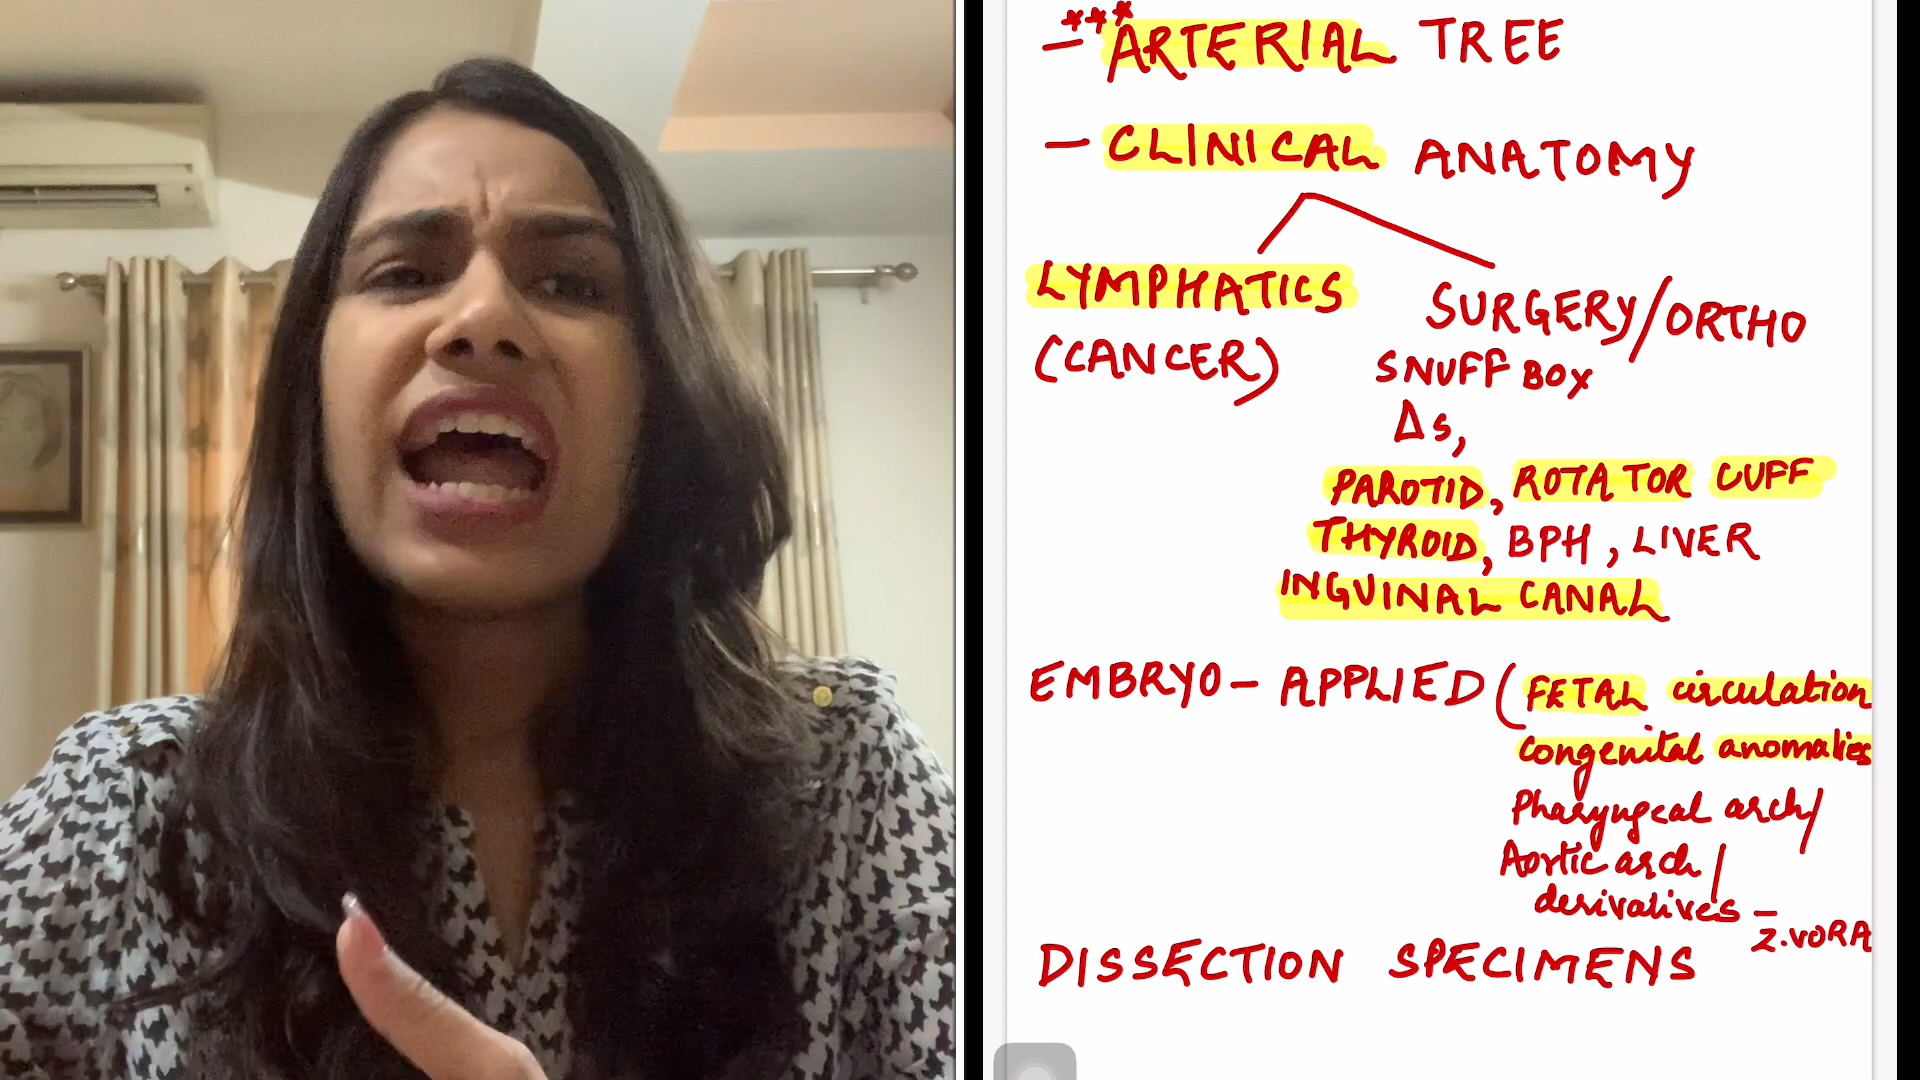 - *** ARTERIAL TREE
- CLINICAL ANATOMY
LYMPHATICS
(CANCER)
SURGERY/ORTHO
SNUFF BOX
Δs,
PAROTID, ROTATOR CUFF
THYROID, BPH, LIVER
INGUINAL CANAL
EMBRYO - APPLIED (FETAL circulation
congenital anomalies
Pharyngeal arch/
Aortic arch/
derivatives -
Z.VORA
DISSECTION SPECIMENS